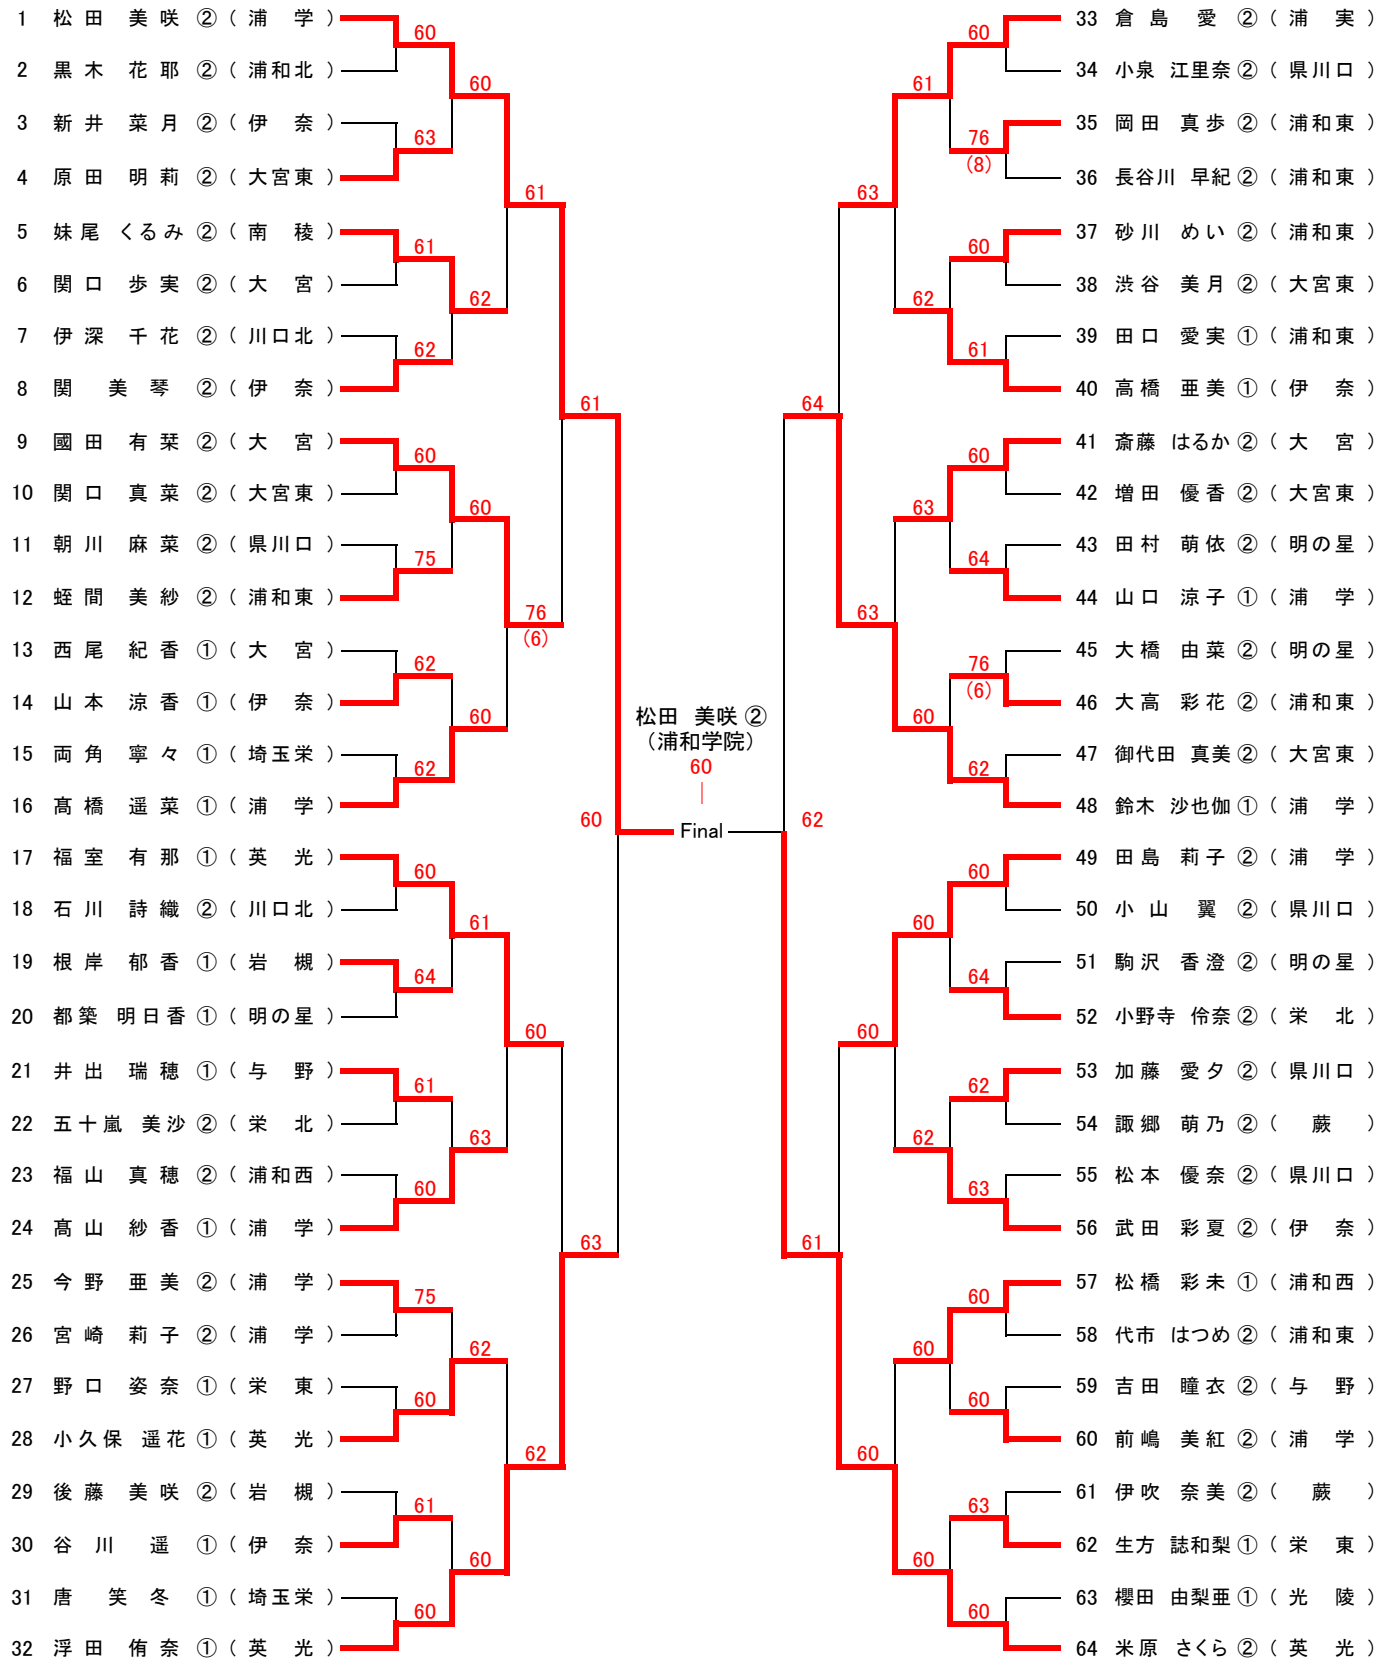 1 松田 美咲 ② ( 浦 学 )
60
2 黒木 花耶 ② ( 浦和北 )
60
3 新井 菜月 ② ( 伊 奈 )
63
4 原田 明莉 ② ( 大宮東 )
61
5 妹尾 くるみ ② ( 南 稜 )
61
6 関口 歩実 ② ( 大 宮 )
62
7 伊深 千花 ② ( 川口北 )
62
8 関 美琴 ② ( 伊 奈 )
61
9 國田 有栞 ② ( 大 宮 )
60
10 関口 真菜 ② ( 大宮東 )
60
11 朝川 麻菜 ② ( 県川口 )
75
12 蛭間 美紗 ② ( 浦和東 )
76
(6)
13 西尾 紀香 ① ( 大 宮 )
62
14 山本 涼香 ① ( 伊 奈 )
60
15 両角 寧々 ① ( 埼玉栄 )
62
16 髙橋 遥菜 ① ( 浦 学 )
60
17 福室 有那 ① ( 英 光 )
60
18 石川 詩織 ② ( 川口北 )
61
19 根岸 郁香 ① ( 岩 槻 )
64
20 都築 明日香 ① ( 明の星 )
60
21 井出 瑞穂 ① ( 与 野 )
61
22 五十嵐 美沙 ② ( 栄 北 )
63
23 福山 真穂 ② ( 浦和西 )
60
24 髙山 紗香 ① ( 浦 学 )
63
25 今野 亜美 ② ( 浦 学 )
75
26 宮崎 莉子 ② ( 浦 学 )
62
27 野口 姿奈 ① ( 栄 東 )
60
28 小久保 遥花 ① ( 英 光 )
62
29 後藤 美咲 ② ( 岩 槻 )
61
30 谷川 遥 ① ( 伊 奈 )
60
31 唐 笑冬 ① ( 埼玉栄 )
60
32 浮田 侑奈 ① ( 英 光 )
松田 美咲 ②
(浦和学院)
60
Final
33 倉島 愛 ② ( 浦 実 )
60
34 小泉 江里奈 ② ( 県川口 )
61
35 岡田 真歩 ② ( 浦和東 )
76
(8)
36 長谷川 早紀 ② ( 浦和東 )
63
37 砂川 めい ② ( 浦和東 )
60
38 渋谷 美月 ② ( 大宮東 )
62
39 田口 愛実 ① ( 浦和東 )
61
40 高橋 亜美 ① ( 伊 奈 )
64
41 斎藤 はるか ② ( 大 宮 )
60
42 増田 優香 ② ( 大宮東 )
63
43 田村 萌依 ② ( 明の星 )
64
44 山口 涼子 ① ( 浦 学 )
63
45 大橋 由菜 ② ( 明の星 )
76
(6)
46 大高 彩花 ② ( 浦和東 )
60
47 御代田 真美 ② ( 大宮東 )
62
48 鈴木 沙也伽 ① ( 浦 学 )
62
49 田島 莉子 ② ( 浦 学 )
60
50 小山 翼 ② ( 県川口 )
60
51 駒沢 香澄 ② ( 明の星 )
64
52 小野寺 伶奈 ② ( 栄 北 )
60
53 加藤 愛夕 ② ( 県川口 )
62
54 諏郷 萌乃 ② ( 蕨 )
62
55 松本 優奈 ② ( 県川口 )
63
56 武田 彩夏 ② ( 伊 奈 )
61
57 松橋 彩未 ① ( 浦和西 )
60
58 代市 はつめ ② ( 浦和東 )
60
59 吉田 瞳衣 ② ( 与 野 )
60
60 前嶋 美紅 ② ( 浦 学 )
60
61 伊吹 奈美 ② ( 蕨 )
63
62 生方 誌和梨 ① ( 栄 東 )
60
63 櫻田 由梨亜 ① ( 光 陵 )
60
64 米原 さくら ② ( 英 光 )